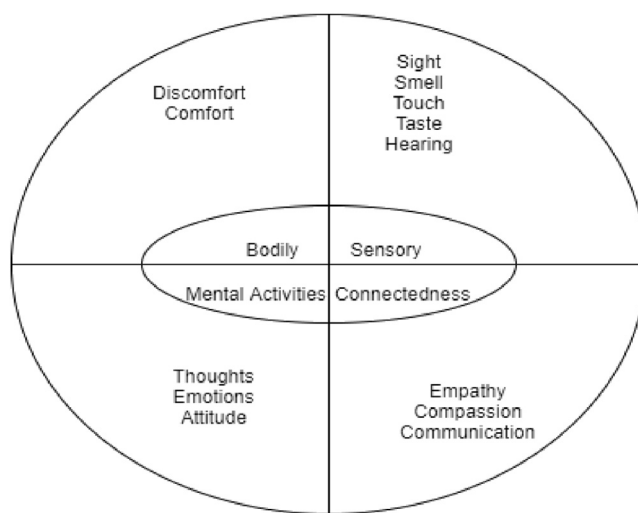 Discomfort
Comfort
Sight
Smell
Touch
Taste
Hearing
Bodily
Sensory
Mental Activities
Connectedness
Thoughts
Emotions
Attitude
Empathy
Compassion
Communication